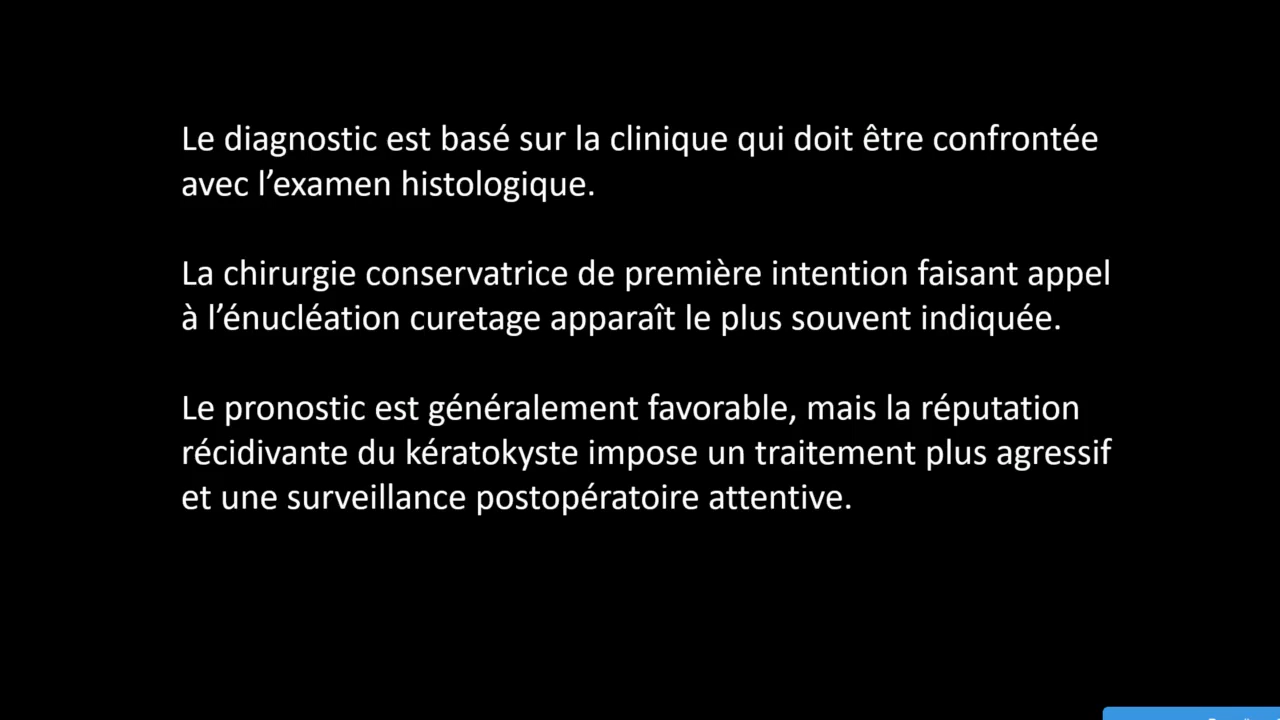 Le diagnostic est basé sur la clinique qui doit être confrontée
avec l’examen histologique.
La chirurgie conservatrice de première intention faisant appel
à l’énucléation curetage apparaît le plus souvent indiquée.
Le pronostic est généralement favorable, mais la réputation
récidivante du kératokyste impose un traitement plus agressif
et une surveillance postopératoire attentive.